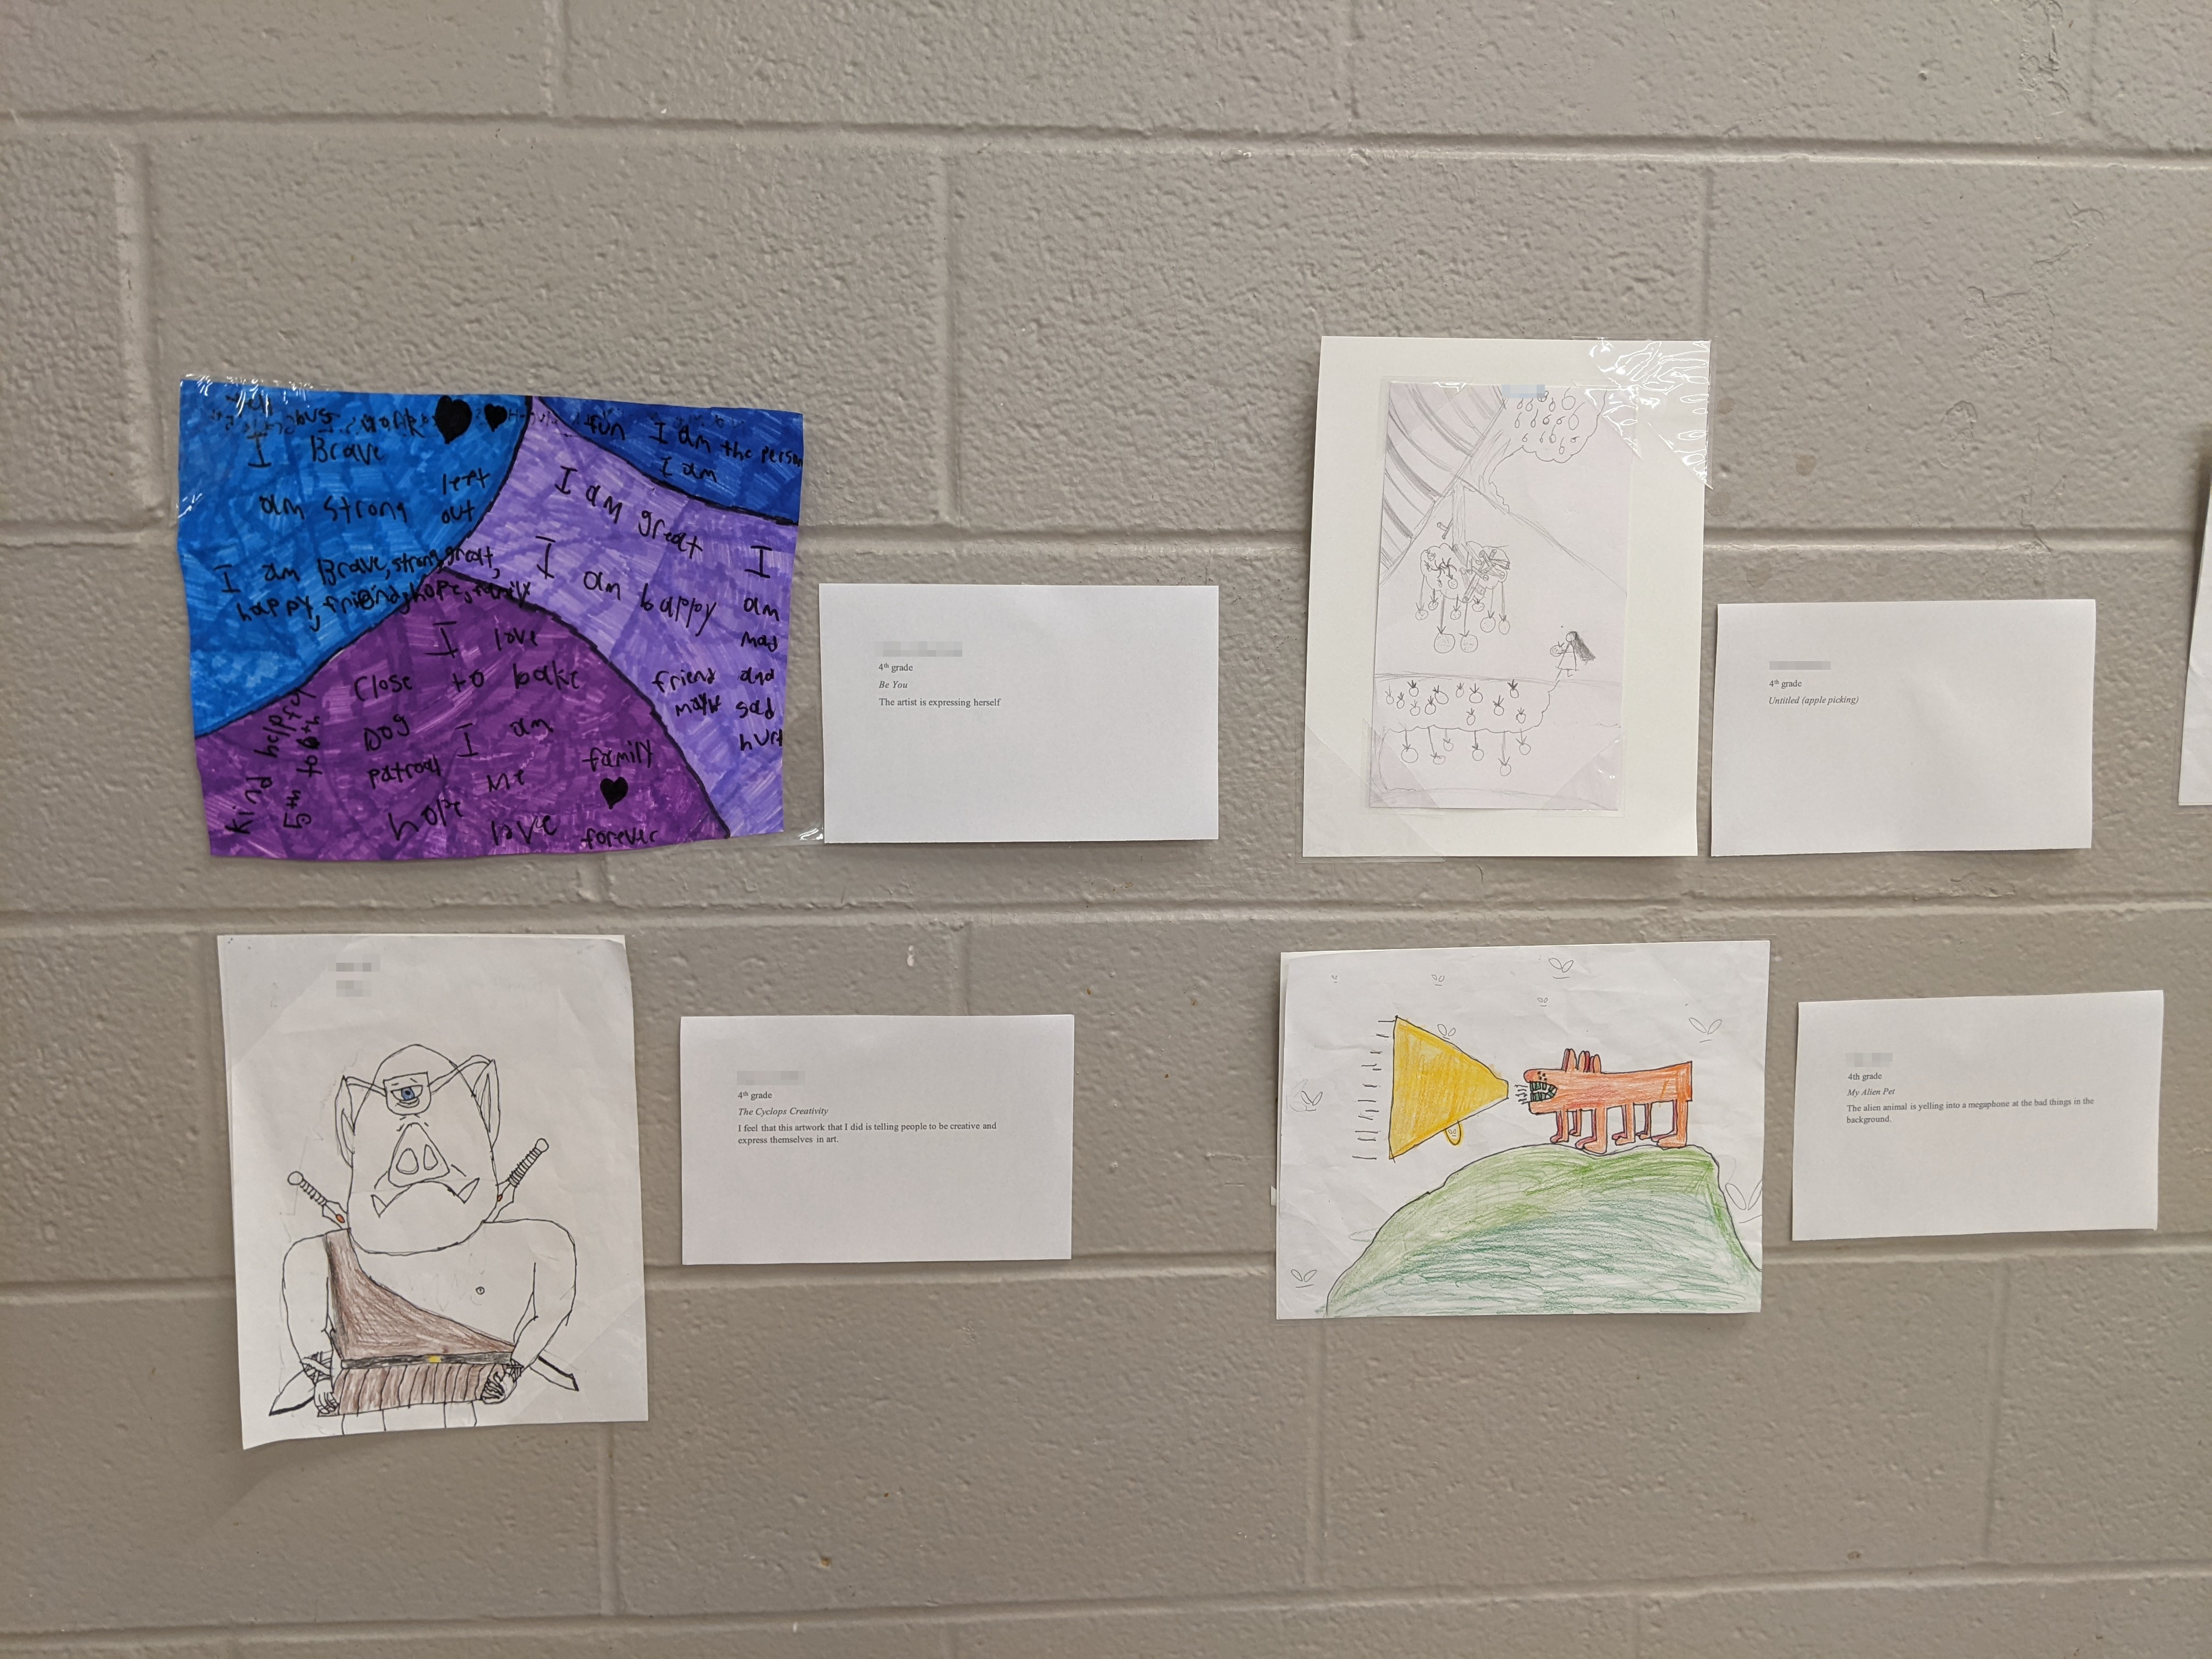 I Brave
am strong
left
out
I am Brave, strong, great,
happy, friend, hope, family
fun I am the person
I am
I am great
I am happy
I
am
mad
and
sad
hurt
friend
maybe
I love
to bake
Close
Dog
patroal
I am
me
hope
love
family
forever
kind helpful
5th to 6th
4th grade
Be You
The artist is expressing herself
4th grade
Untitled (apple picking)
4th grade
The Cyclops Creativity
I feel that this artwork that I did is telling people to be creative and
express themselves in art.
4th grade
My Alien Pet
The alien animal is yelling into a megaphone at the bad things in the
background.